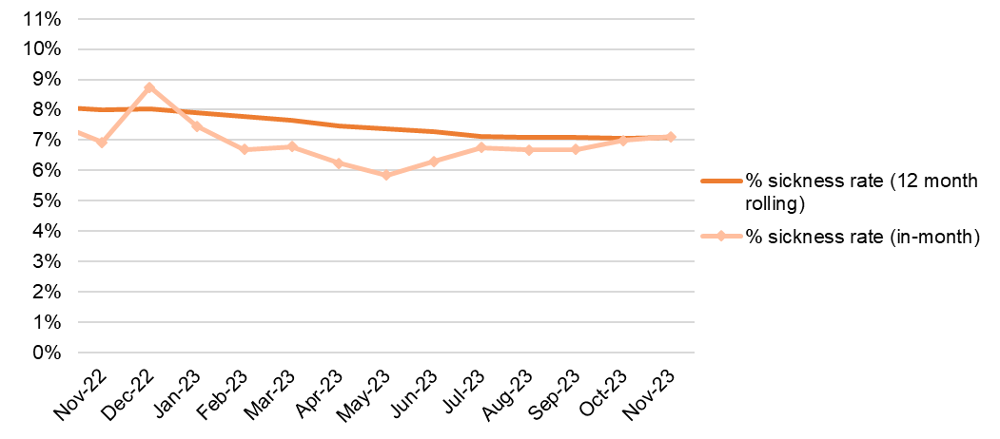 11%
10%
9%
8%
7%
6%
5%
4%
3%
2%
1%
0%
Nov-22
Dec-22
Jan-23
Feb-23
Mar-23
Apr-23
May-23
Jun-23
Jul-23
Aug-23
Sep-23
Oct-23
Nov-23
% sickness rate (12 month
rolling)
% sickness rate (in-month)